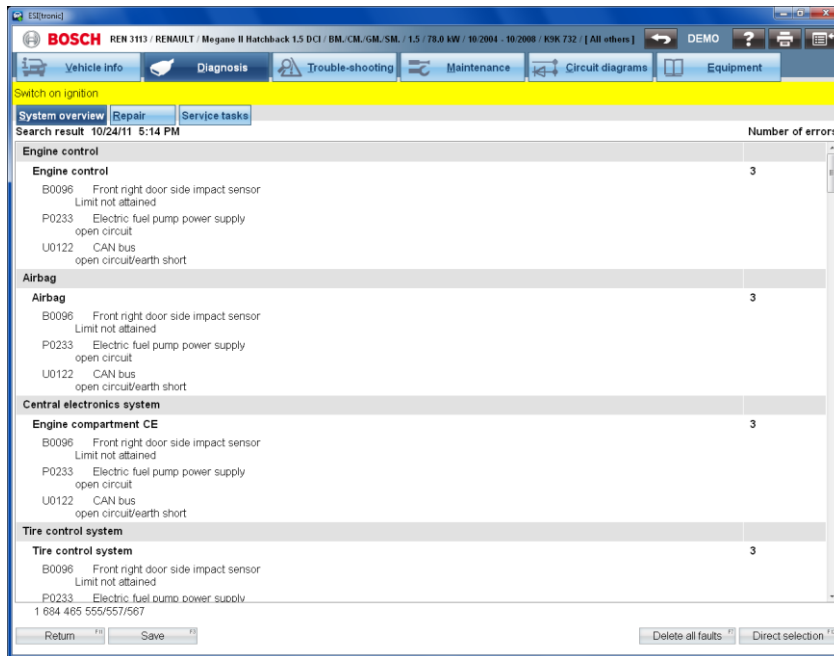 ESI[tronic]
BOSCH REN 3113 / RENAULT / Megane II Hatchback 1.5 DCI / BM./CM./GM./SM. / 1.5 / 78.0 kW / 10/2004 - 10/2008 / K9K 732 / [ All others ] DEMO ?
Vehicle info Diagnosis Trouble-shooting Maintenance Circuit diagrams Equipment
Switch on ignition
System overview Repair Service tasks
Search result 10/24/11 5:14 PM Number of errors
Engine control
Engine control 3
B0096 Front right door side impact sensor
Limit not attained
P0233 Electric fuel pump power supply
open circuit
U0122 CAN bus
open circuit/earth short
Airbag
Airbag 3
B0096 Front right door side impact sensor
Limit not attained
P0233 Electric fuel pump power supply
open circuit
U0122 CAN bus
open circuit/earth short
Central electronics system
Engine compartment CE 3
B0096 Front right door side impact sensor
Limit not attained
P0233 Electric fuel pump power supply
open circuit
U0122 CAN bus
open circuit/earth short
Tire control system
Tire control system 3
B0096 Front right door side impact sensor
Limit not attained
P0233 Electric fuel pump power supply
1 684 465 555/557/567
Return Save Delete all faults Direct selection